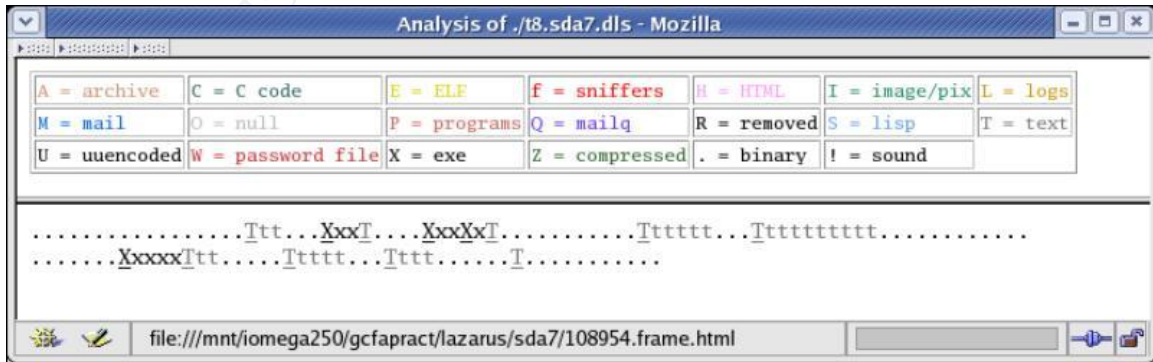 Analysis of ./t8.sda7.dls - Mozilla
A = archive C = C code E = ELF f = sniffers H = HTML I = image/pix L = logs
M = mail O = null P = programs Q = mailq R = removed S = lisp T = text
U = uuencoded W = password file X = exe Z = compressed . = binary ! = sound
.................Ttt...XxxT....XxxXxT...........Tttttt...Tttttttttt............
.......XxxxxTtt.....Ttttt...Tttt......T...........
file:///mnt/iomega250/gcfapract/lazarus/sda7/108954.frame.html